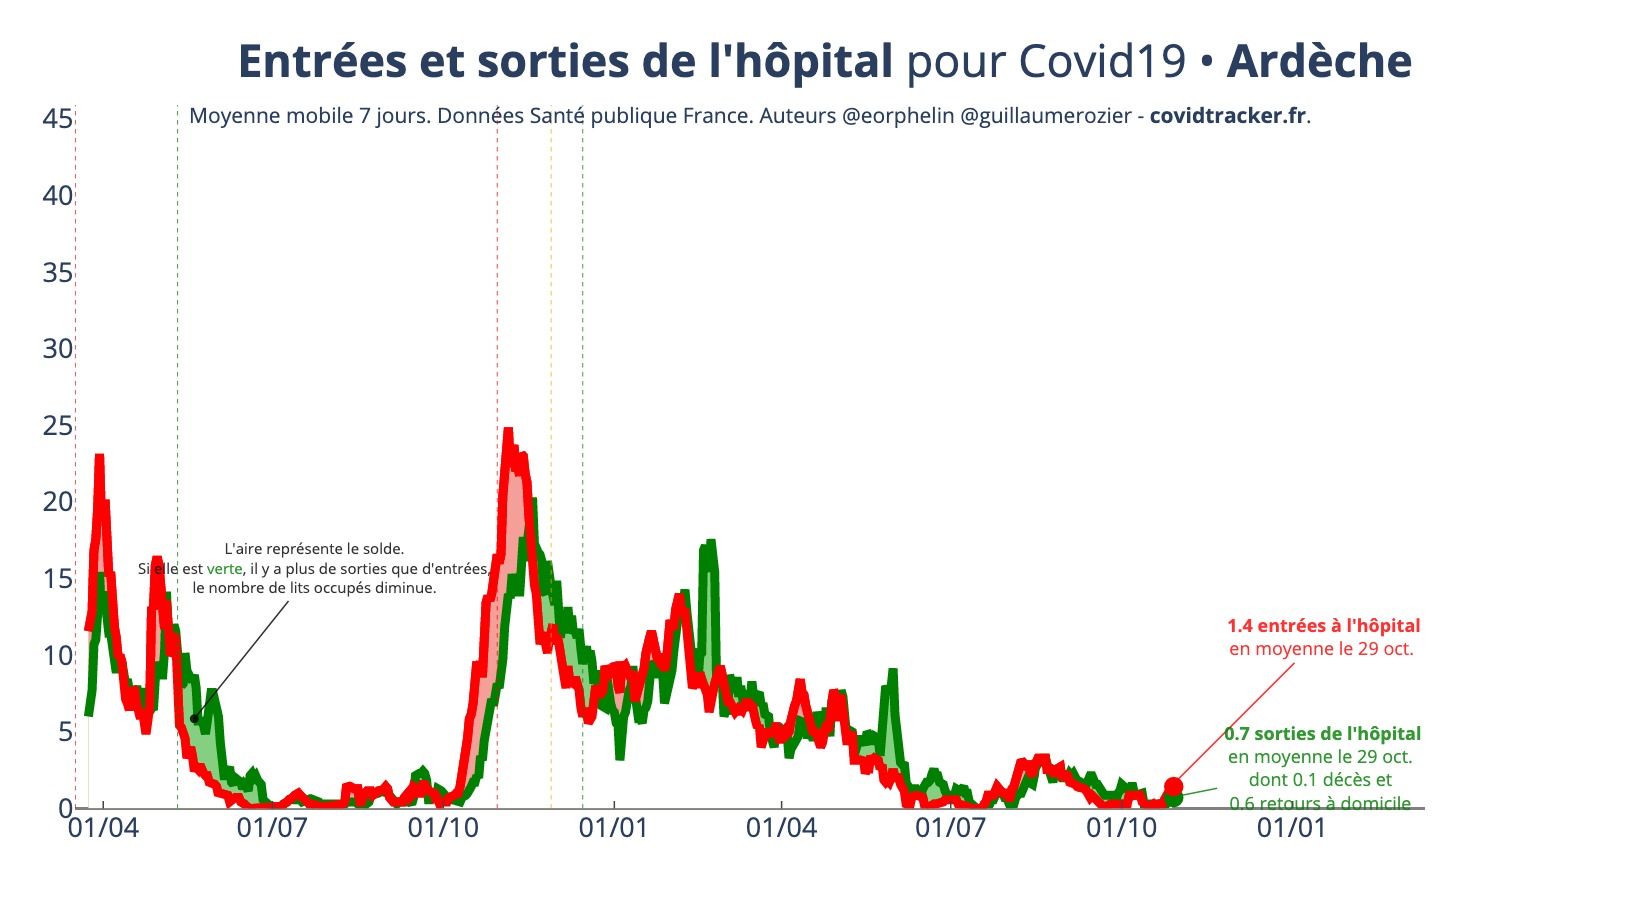 Entrées et sorties de l'hôpital pour Covid19 • Ardèche
Moyenne mobile 7 jours. Données Santé publique France. Auteurs @eorphelin @guillaumerozier - covidtracker.fr.
45
40
35
30
25
20
15
10
5
0
L'aire représente le solde.
Si elle est verte, il y a plus de sorties que d'entrées,
le nombre de lits occupés diminue.
1.4 entrées à l'hôpital
en moyenne le 29 oct.
0.7 sorties de l'hôpital
en moyenne le 29 oct.
dont 0.1 décès et
0.6 retours à domicile
01/04 01/07 01/10 01/01 01/04 01/07 01/10 01/01